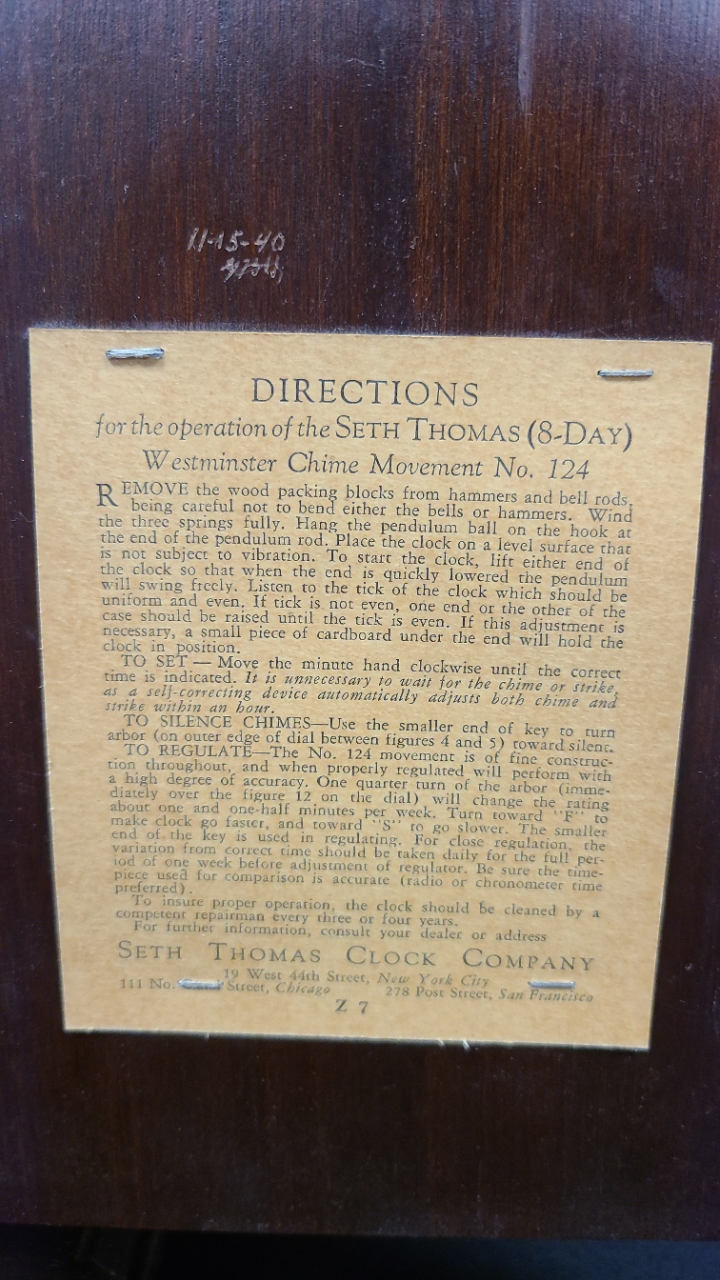 11-15-40
DIRECTIONS
for the operation of the SETH THOMAS (8-DAY)
Westminster Chime Movement No. 124
REMOVE the wood packing blocks from hammers and bell rods,
being careful not to bend either the bells or hammers. Wind
the three springs fully. Hang the pendulum ball on the hook at
the end of the pendulum rod. Place the clock on a level surface that
is not subject to vibration. To start the clock, lift either end of
the clock so that when the end is quickly lowered the pendulum
will swing freely. Listen to the tick of the clock which should be
uniform and even. If tick is not even, one end or the other of the
case should be raised until the tick is even. If this adjustment is
necessary, a small piece of cardboard under the end will hold the
clock in position.
TO SET — Move the minute hand clockwise until the correct
time is indicated. It is unnecessary to wait for the chime or strike,
as a self-correcting device automatically adjusts both chime and
strike within an hour.
TO SILENCE CHIMES—Use the smaller end of key to turn
arbor (on outer edge of dial between figures 4 and 5) toward silent.
TO REGULATE—The No. 124 movement is of fine construc-
tion throughout, and when properly regulated will perform with
a high degree of accuracy. One quarter turn of the arbor (imme-
diately over the figure 12 on the dial) will change the rating
about one and one-half minutes per week. Turn toward "F" to
make clock go faster, and toward "S" to go slower. The smaller
end of the key is used in regulating. For close regulation, the
variation from correct time should be taken daily for the full per-
iod of one week before adjustment of regulator. Be sure the time-
piece used for comparison is accurate (radio or chronometer time
preferred).
To insure proper operation, the clock should be cleaned by a
competent repairman every three or four years.
For further information, consult your dealer or address
SETH THOMAS CLOCK COMPANY
19 West 44th Street, New York City
111 No. Street, Chicago 278 Post Street, San Francisco
Z 7